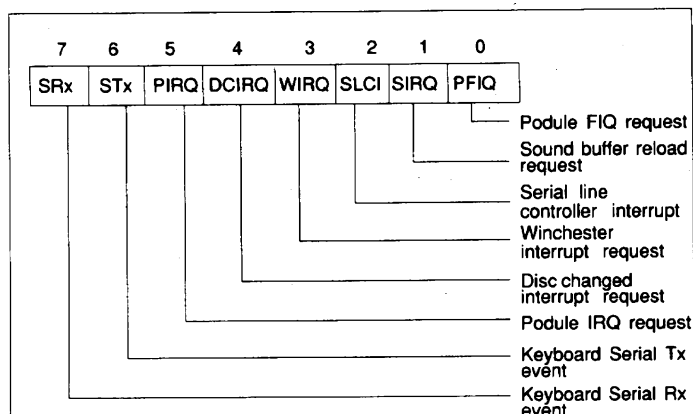 7 6 5 4 3 2 1 0
SRx STx PIRQ DCIRQ WIRQ SLCI SIRQ PFIQ
Podule FIQ request
Sound buffer reload
request
Serial line
controller interrupt
Winchester
interrupt request
Disc changed
interrupt request
Podule IRQ request
Keyboard Serial Tx
event
Keyboard Serial Rx
event